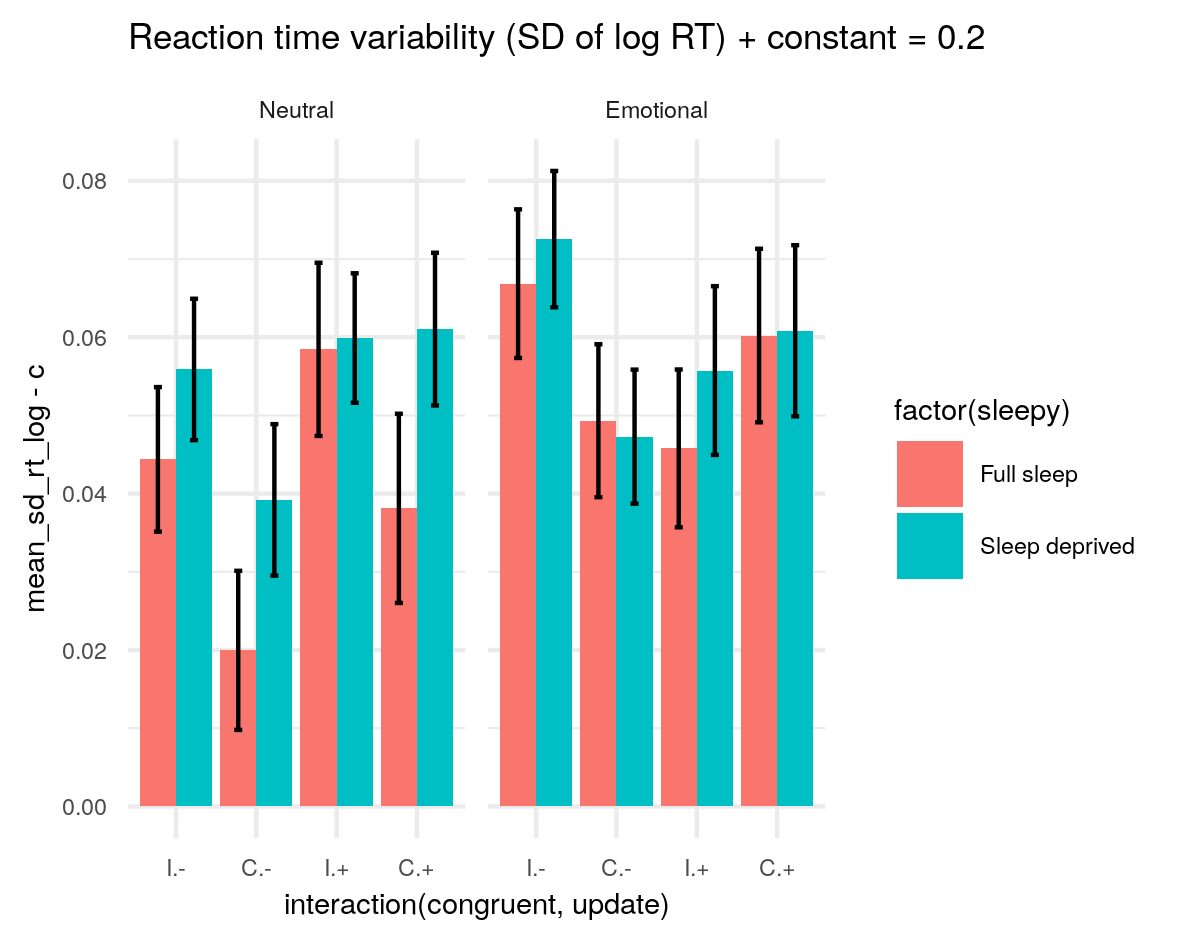 Reaction time variability (SD of log RT) + constant = 0.2
Neutral
Emotional
0.08
0.06
0.04
0.02
0.00
mean_sd_rt_log - c
I.-
C.-
I.+
C.+
I.-
C.-
I.+
C.+
interaction(congruent, update)
factor(sleepy)
Full sleep
Sleep deprived